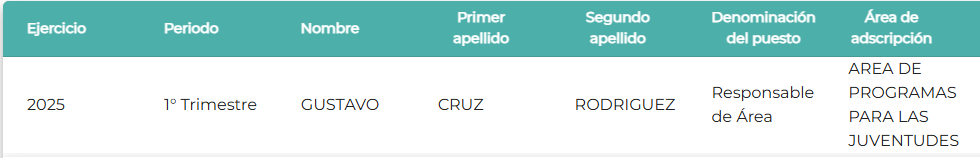 Ejercicio Periodo Nombre Primer apellido Segundo apellido Denominación del puesto Área de adscripción
2025 1° Trimestre GUSTAVO CRUZ RODRIGUEZ Responsable de Área AREA DE PROGRAMAS PARA LAS JUVENTUDES